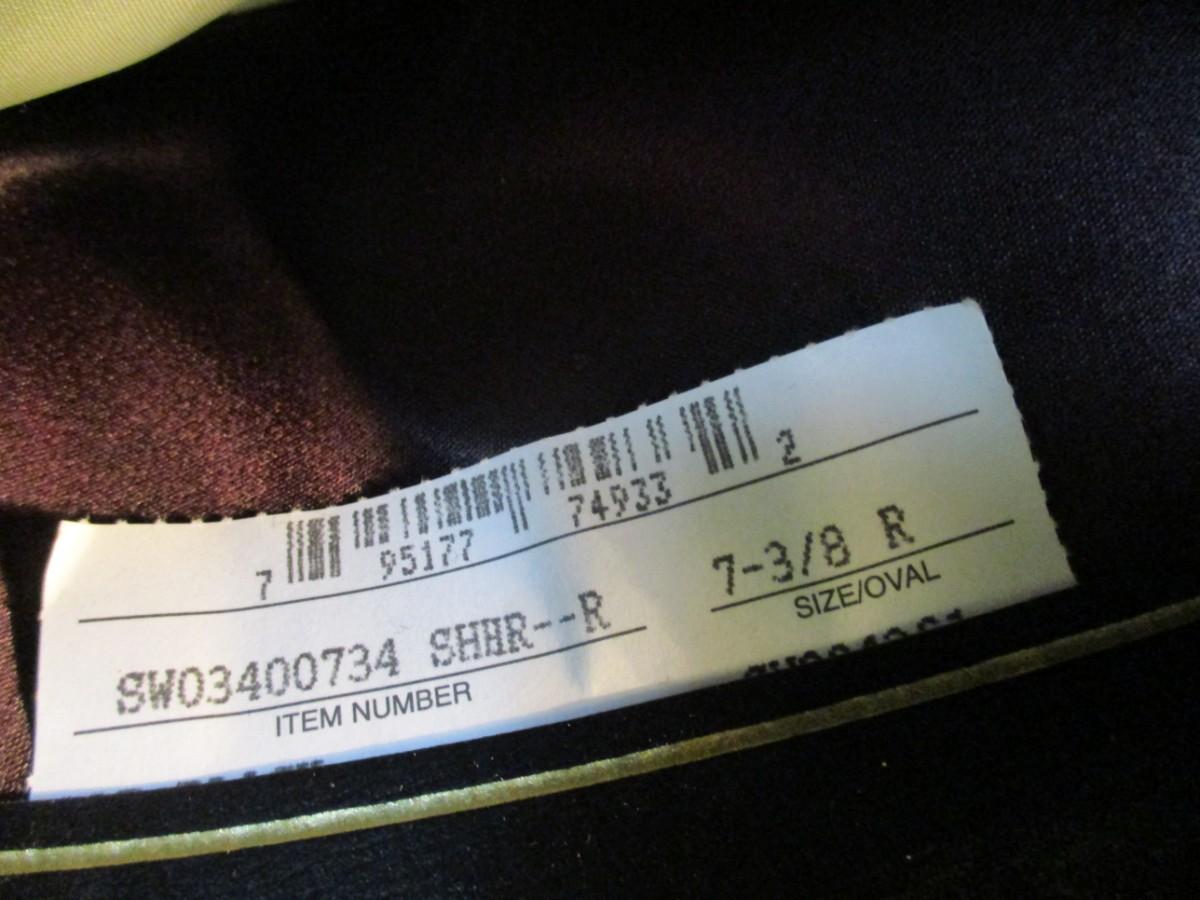 7 95177 74933 2
SW03400734 SHHR--R 7-3/8 R
ITEM NUMBER SIZE/OVAL